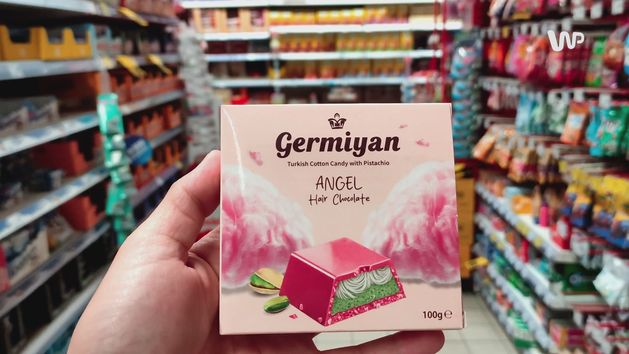 WP
Germiyan
Turkish Cotton Candy with Pistachio
ANGEL
Hair Chocolate
100g℮